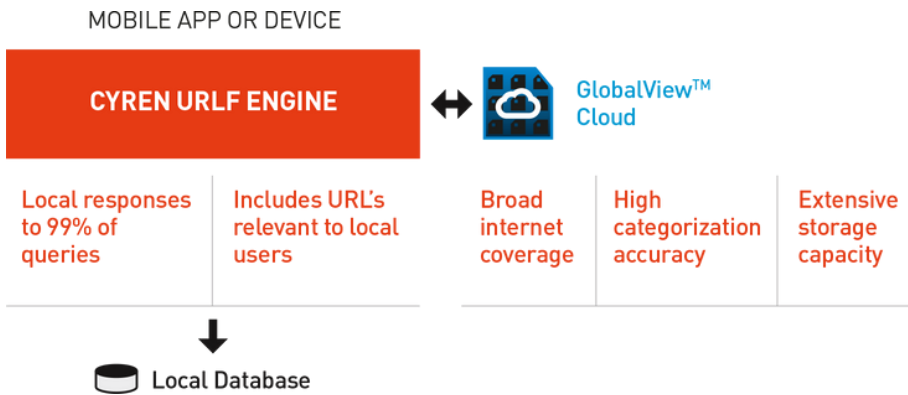 MOBILE APP OR DEVICE
CYREN URLF ENGINE
GlobalView™
Cloud
Local responses
to 99% of
queries
Includes URL's
relevant to local
users
Broad
internet
coverage
High
categorization
accuracy
Extensive
storage
capacity
Local Database